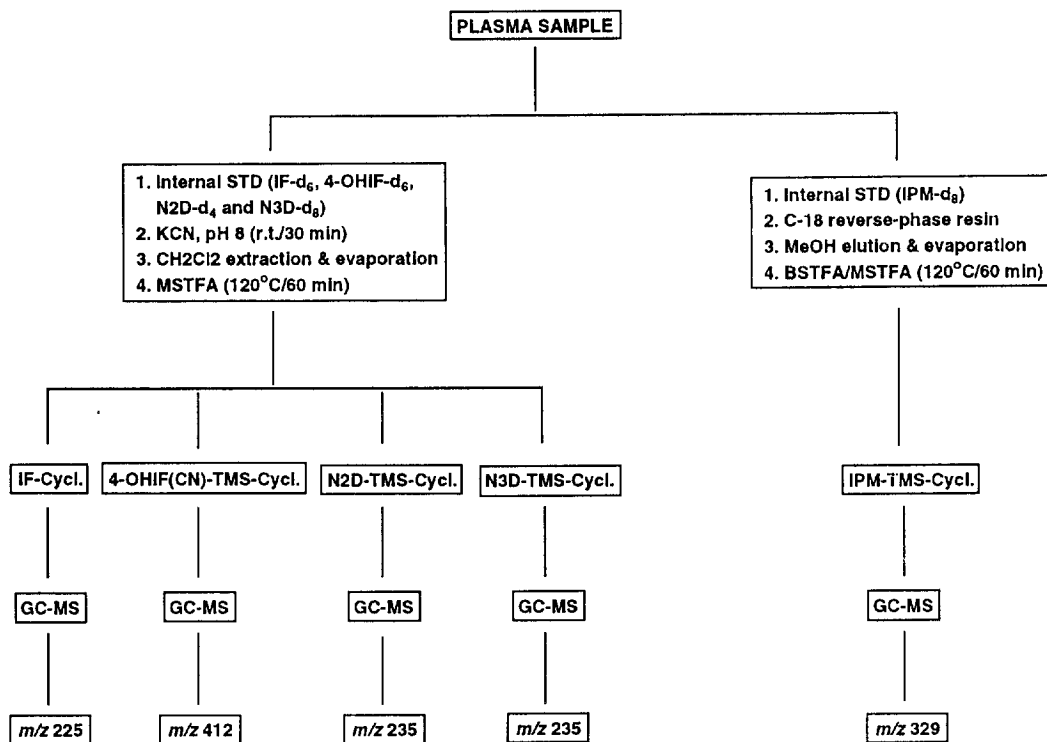 PLASMA SAMPLE
1. Internal STD (IF-d6, 4-OHIF-d6,
N2D-d4 and N3D-d8)
2. KCN, pH 8 (r.t./30 min)
3. CH2Cl2 extraction & evaporation
4. MSTFA (120°C/60 min)
1. Internal STD (IPM-d8)
2. C-18 reverse-phase resin
3. MeOH elution & evaporation
4. BSTFA/MSTFA (120°C/60 min)
IF-Cycl.
4-OHIF(CN)-TMS-Cycl.
N2D-TMS-Cycl.
N3D-TMS-Cycl.
IPM-TMS-Cycl.
GC-MS
GC-MS
GC-MS
GC-MS
GC-MS
m/z 225
m/z 412
m/z 235
m/z 235
m/z 329